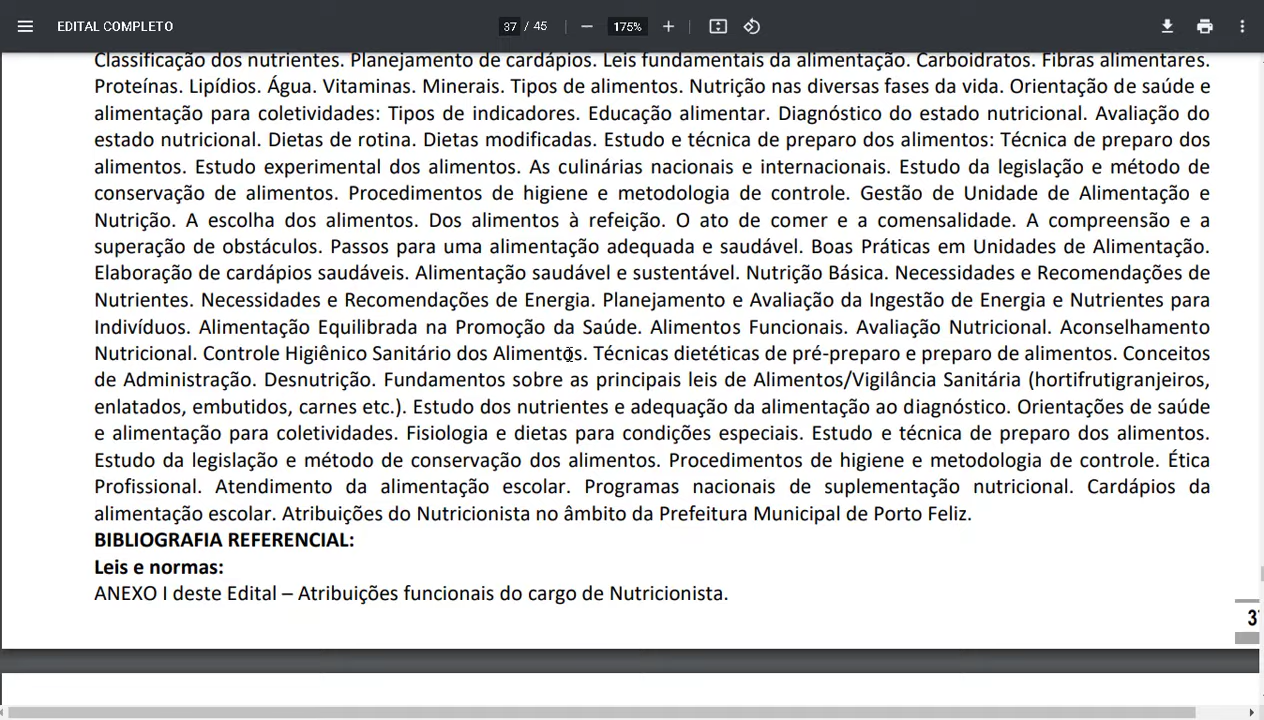 EDITAL COMPLETO
37 / 45
175%
Classificação dos nutrientes. Planejamento de cardápios. Leis fundamentais da alimentação. Carboidratos. Fibras alimentares.
Proteínas. Lipídios. Água. Vitaminas. Minerais. Tipos de alimentos. Nutrição nas diversas fases da vida. Orientação de saúde e
alimentação para coletividades: Tipos de indicadores. Educação alimentar. Diagnóstico do estado nutricional. Avaliação do
estado nutricional. Dietas de rotina. Dietas modificadas. Estudo e técnica de preparo dos alimentos: Técnica de preparo dos
alimentos. Estudo experimental dos alimentos. As culinárias nacionais e internacionais. Estudo da legislação e método de
conservação de alimentos. Procedimentos de higiene e metodologia de controle. Gestão de Unidade de Alimentação e
Nutrição. A escolha dos alimentos. Dos alimentos à refeição. O ato de comer e a comensalidade. A compreensão e a
superação de obstáculos. Passos para uma alimentação adequada e saudável. Boas Práticas em Unidades de Alimentação.
Elaboração de cardápios saudáveis. Alimentação saudável e sustentável. Nutrição Básica. Necessidades e Recomendações de
Nutrientes. Necessidades e Recomendações de Energia. Planejamento e Avaliação da Ingestão de Energia e Nutrientes para
Indivíduos. Alimentação Equilibrada na Promoção da Saúde. Alimentos Funcionais. Avaliação Nutricional. Aconselhamento
Nutricional. Controle Higiênico Sanitário dos Alimentos. Técnicas dietéticas de pré-preparo e preparo de alimentos. Conceitos
de Administração. Desnutrição. Fundamentos sobre as principais leis de Alimentos/Vigilância Sanitária (hortifrutigranjeiros,
enlatados, embutidos, carnes etc.). Estudo dos nutrientes e adequação da alimentação ao diagnóstico. Orientações de saúde
e alimentação para coletividades. Fisiologia e dietas para condições especiais. Estudo e técnica de preparo dos alimentos.
Estudo da legislação e método de conservação dos alimentos. Procedimentos de higiene e metodologia de controle. Ética
Profissional. Atendimento da alimentação escolar. Programas nacionais de suplementação nutricional. Cardápios da
alimentação escolar. Atribuições do Nutricionista no âmbito da Prefeitura Municipal de Porto Feliz.
BIBLIOGRAFIA REFERENCIAL:
Leis e normas:
ANEXO I deste Edital – Atribuições funcionais do cargo de Nutricionista.